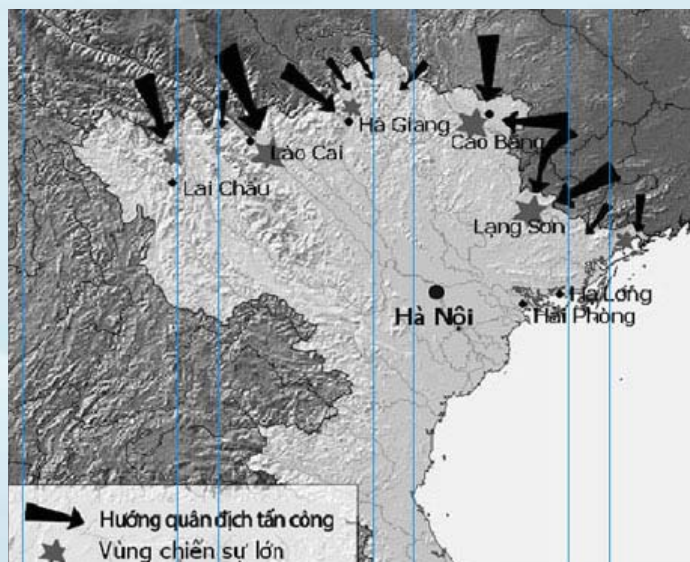 Hà Giang
Cao Bằng
Lào Cai
Lai Châu
Lạng Sơn
Hạ Long
Hải Phòng
Hà Nội
Hướng quân địch tấn công
Vùng chiến sự lớn